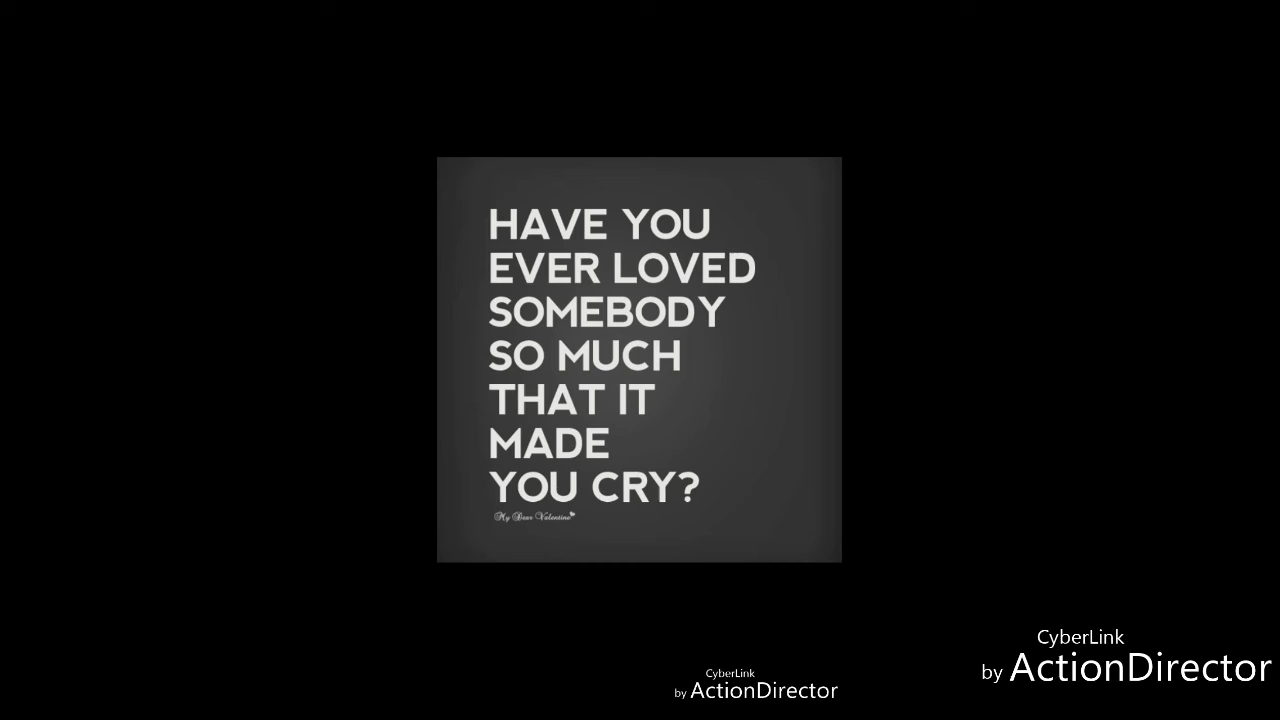 HAVE YOU
EVER LOVED
SOMEBODY
SO MUCH
THAT IT
MADE
YOU CRY?
My Dear Valentine
CyberLink
by ActionDirector
CyberLink
by ActionDirector